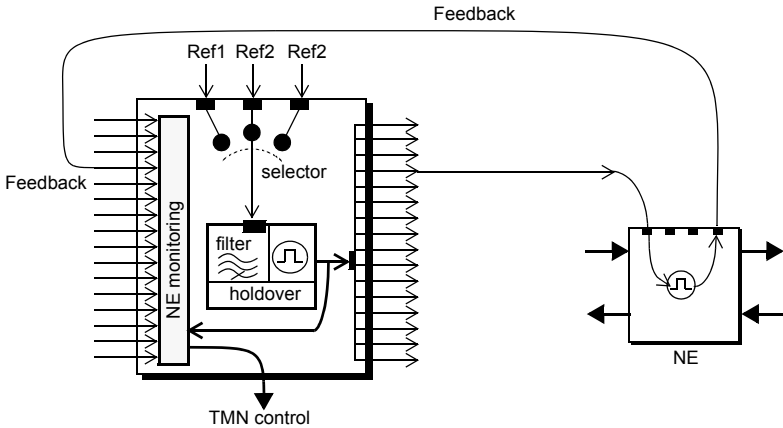 Feedback
Ref1 Ref2 Ref2
selector
Feedback
NE monitoring
filter
holdover
NE
TMN control